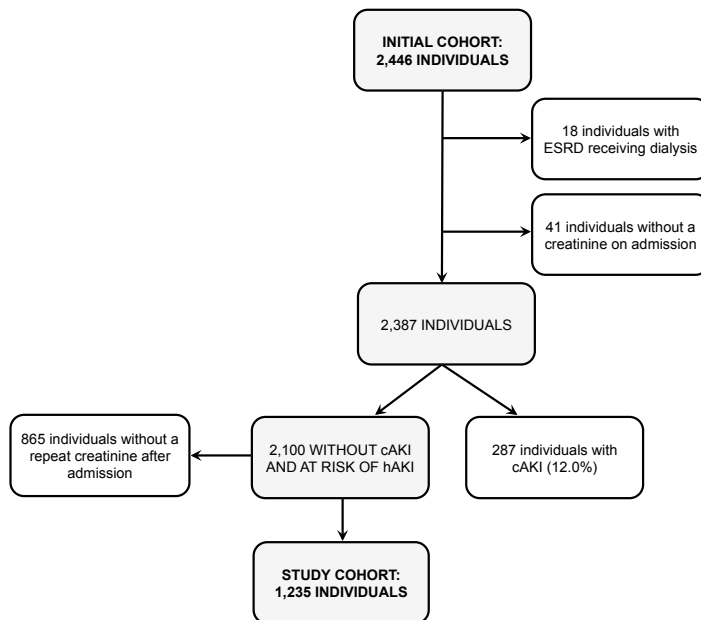 INITIAL COHORT:
2,446 INDIVIDUALS
18 individuals with
ESRD receiving dialysis
41 individuals without a
creatinine on admission
2,387 INDIVIDUALS
865 individuals without a
repeat creatinine after
admission
2,100 WITHOUT cAKI
AND AT RISK OF hAKI
287 individuals with
cAKI (12.0%)
STUDY COHORT:
1,235 INDIVIDUALS